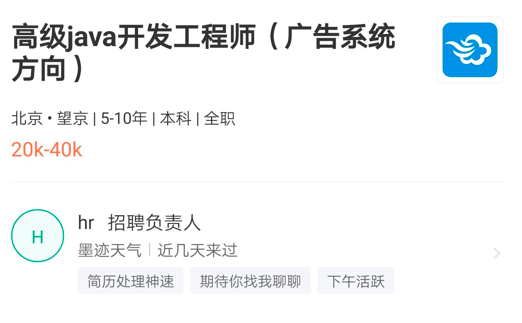 高级java开发工程师（广告系统
方向）
北京 • 望京 | 5-10年 | 本科 | 全职
20k-40k
H
hr 招聘负责人
墨迹天气 | 近几天来过
简历处理神速 期待你找我聊聊 下午活跃